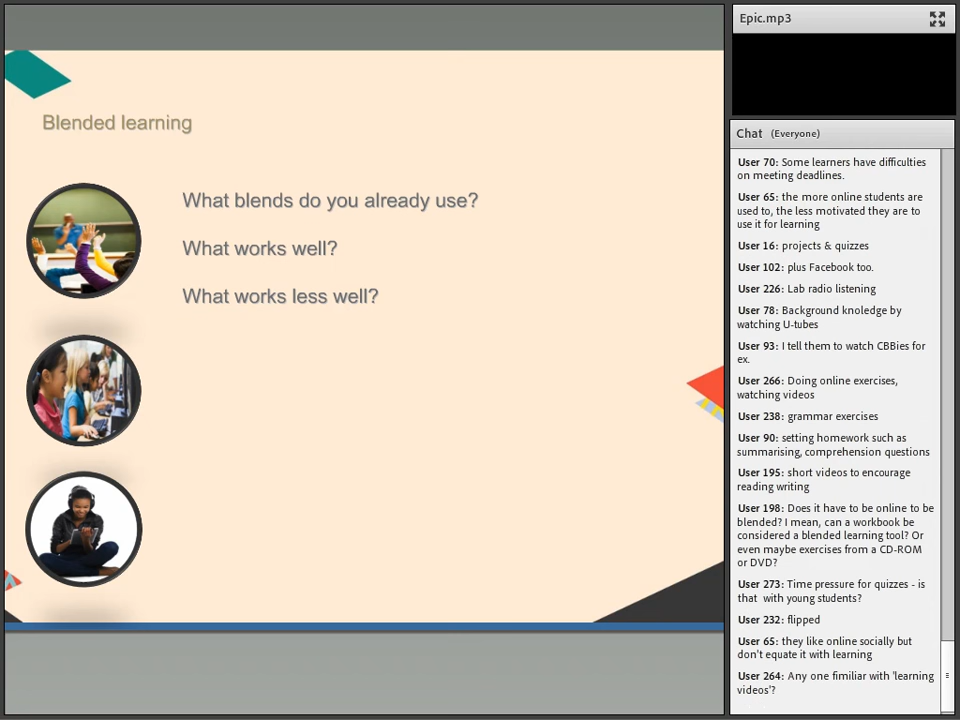 Blended learning
What blends do you already use?
What works well?
What works less well?
Epic.mp3
Chat (Everyone)
User 70: Some learners have difficulties
on meeting deadlines.
User 65: the more online students are
used to, the less motivated they are to
use it for learning
User 16: projects & quizzes
User 102: plus Facebook too.
User 226: Lab radio listening
User 78: Background knoledge by
watching U-tubes
User 93: I tell them to watch CBBies for
ex.
User 266: Doing online exercises,
watching videos
User 238: grammar exercises
User 90: setting homework such as
summarising, comprehension questions
User 195: short videos to encourage
reading writing
User 198: Does it have to be online to be
blended? I mean, can a workbook be
considered a blended learning tool? Or
even maybe exercises from a CD-ROM
or DVD?
User 273: Time pressure for quizzes - is
that with young students?
User 232: flipped
User 65: they like online socially but
don't equate it with learning
User 264: Any one fimiliar with 'learning
videos'?